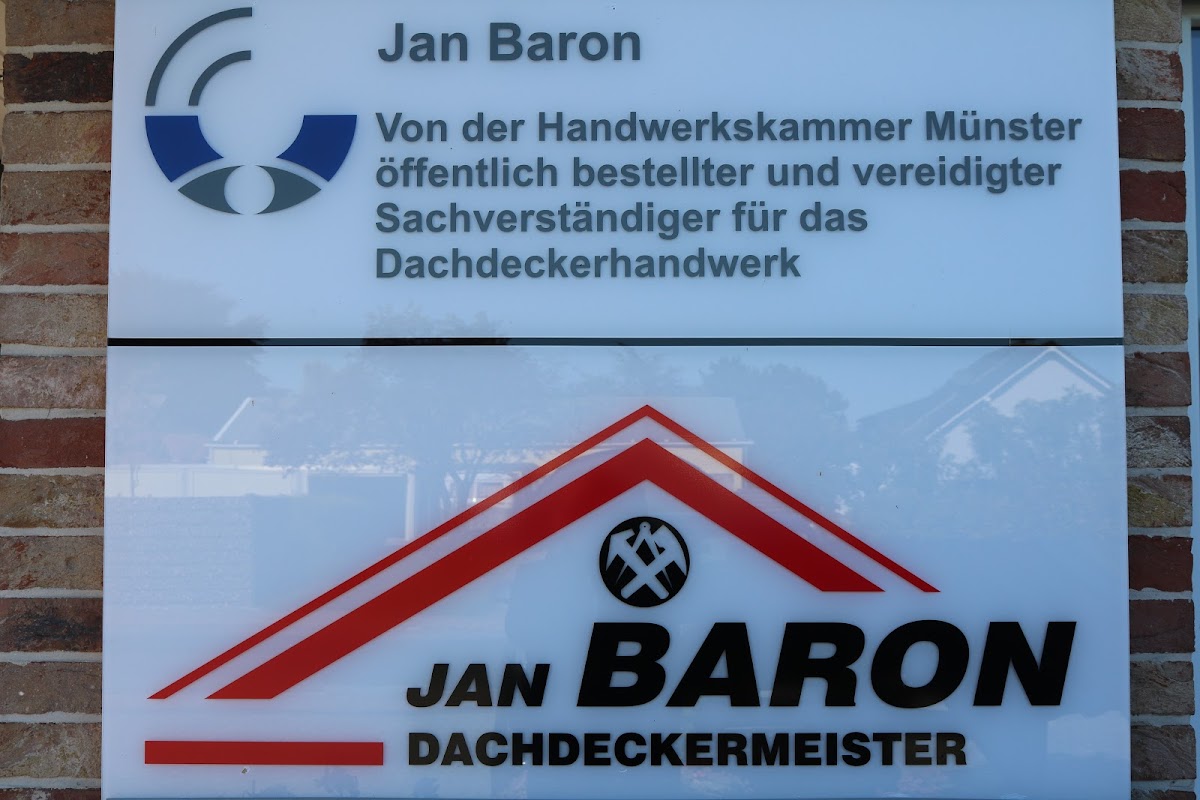 Jan Baron
Von der Handwerkskammer Münster
öffentlich bestellter und vereidigter
Sachverständiger für das
Dachdeckerhandwerk
JAN BARON
DACHDECKERMEISTER